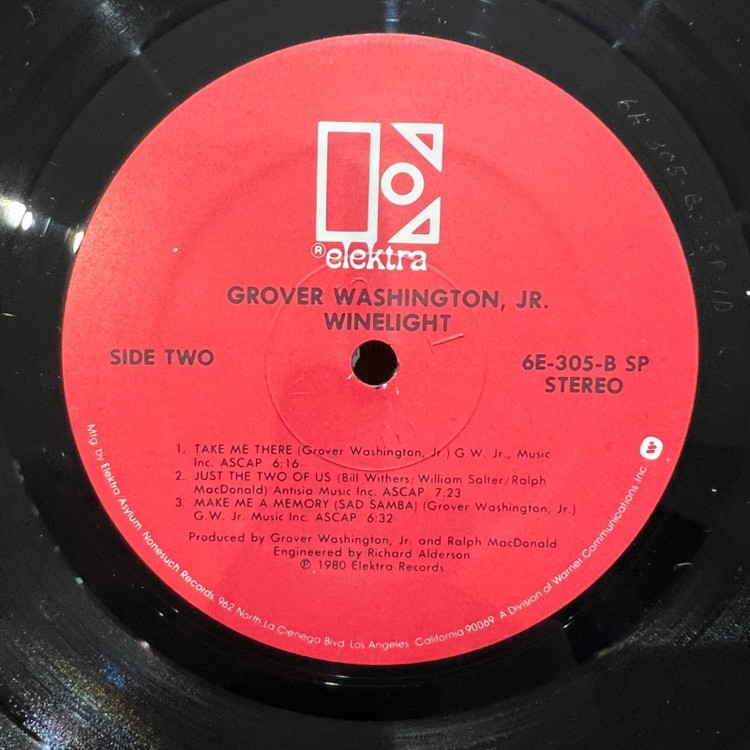 ® elektra
GROVER WASHINGTON, JR.
WINELIGHT
SIDE TWO
6E-305-B SP
STEREO
1. TAKE ME THERE (Grover Washington, Jr.) G.W. Jr., Music
Inc. ASCAP 6:16
2. JUST THE TWO OF US (Bill Withers/William Salter/Ralph
MacDonald) Antisia Music Inc. ASCAP 7:23
3. MAKE ME A MEMORY (SAD SAMBA) (Grover Washington, Jr.)
G.W. Jr. Music Inc. ASCAP 6:32
Produced by Grover Washington, Jr. and Ralph MacDonald
Engineered by Richard Alderson
℗ 1980 Elektra Records
Mfg. by Elektra Asylum Nonesuch Records, 962 North La Cienega Blvd. Los Angeles California 90069 A Division of Warner Communications Inc.
6E 305-B SP